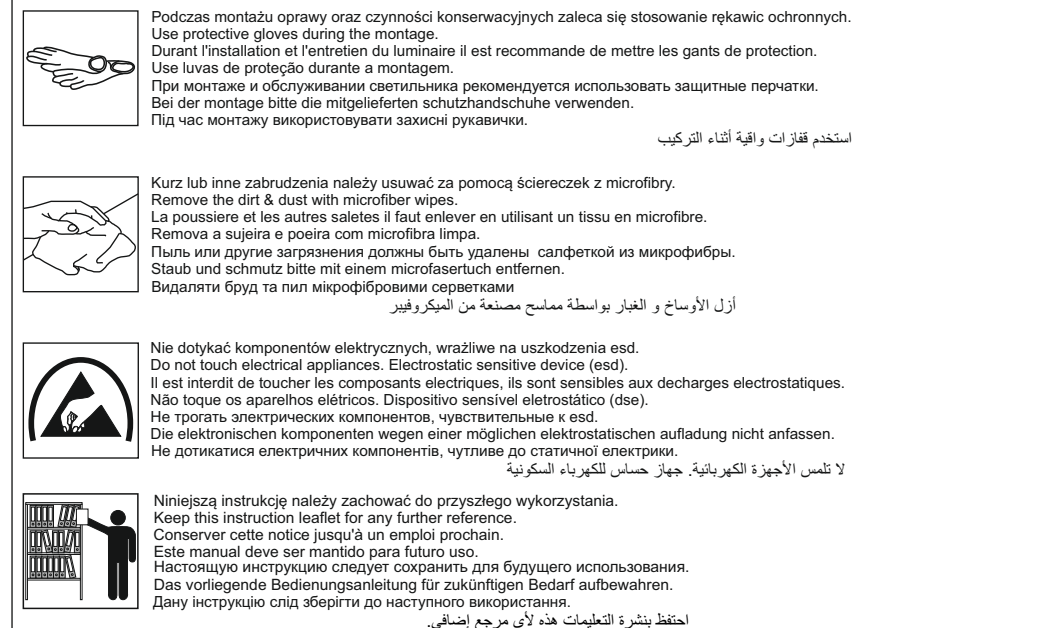 Podczas montażu oprawy oraz czynności konserwacyjnych zaleca się stosowanie rękawic ochronnych.
Use protective gloves during the montage.
Durant l'installation et l'entretien du luminaire il est recommande de mettre les gants de protection.
Use luvas de proteção durante a montagem.
При монтаже и обслуживании светильника рекомендуется использовать защитные перчатки.
Bei der montage bitte die mitgelieferten schutzhandschuhe verwenden.
Під час монтажу використовувати захисні рукавички.
استخدم قفازات واقية أثناء التركيب
Kurz lub inne zabrudzenia należy usuwać za pomocą ściereczek z microfibry.
Remove the dirt & dust with microfiber wipes.
La poussiere et les autres saletes il faut enlever en utilisant un tissu en microfibre.
Remova a sujeira e poeira com microfibra limpa.
Пыль или другие загрязнения должны быть удалены салфеткой из микрофибры.
Staub und schmutz bitte mit einem microfasertuch entfernen.
Видаляти бруд та пил мікрофібровими серветками
أزل الأوساخ و الغبار بواسطة مماسح مصنعة من الميكروفيبر
Nie dotykać komponentów elektrycznych, wrażliwe na uszkodzenia esd.
Do not touch electrical appliances. Electrostatic sensitive device (esd).
Il est interdit de toucher les composants electriques, ils sont sensibles aux decharges electrostatiques.
Não toque os aparelhos elétricos. Dispositivo sensível eletrostático (dse).
Не трогать электрических компонентов, чувствительные к esd.
Die elektronischen komponenten wegen einer möglichen elektrostatischen aufladung nicht anfassen.
Не дотикатися електричних компонентів, чутливе до статичної електрики.
لا تلمس الأجهزة الكهربائية. جهاز حساس للكهرباء السكونية
Niniejszą instrukcję należy zachować do przyszłego wykorzystania.
Keep this instruction leaflet for any further reference.
Conserver cette notice jusqu'à un emploi prochain.
Este manual deve ser mantido para futuro uso.
Настоящую инструкцию следует сохранить для будущего использования.
Das vorliegende Bedienungsanleitung für zukünftigen Bedarf aufbewahren.
Дану інструкцію слід зберігти до наступного використання.
احتفظ بنشرة التعليمات هذه لأي مرجع إضافي.